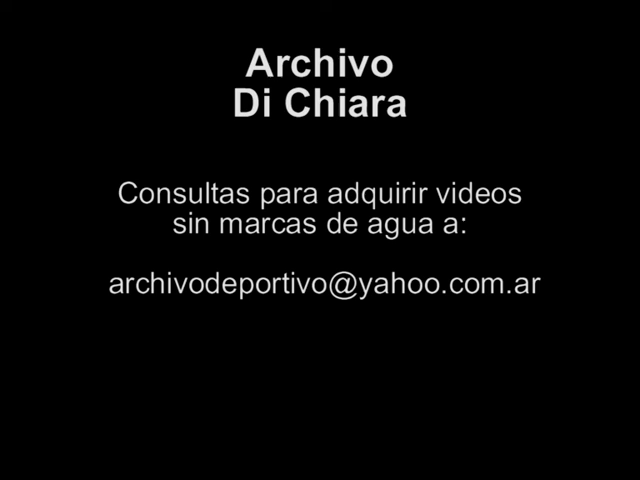 Archivo
Di Chiara
Consultas para adquirir videos
sin marcas de agua a:
archivodeportivo@yahoo.com.ar